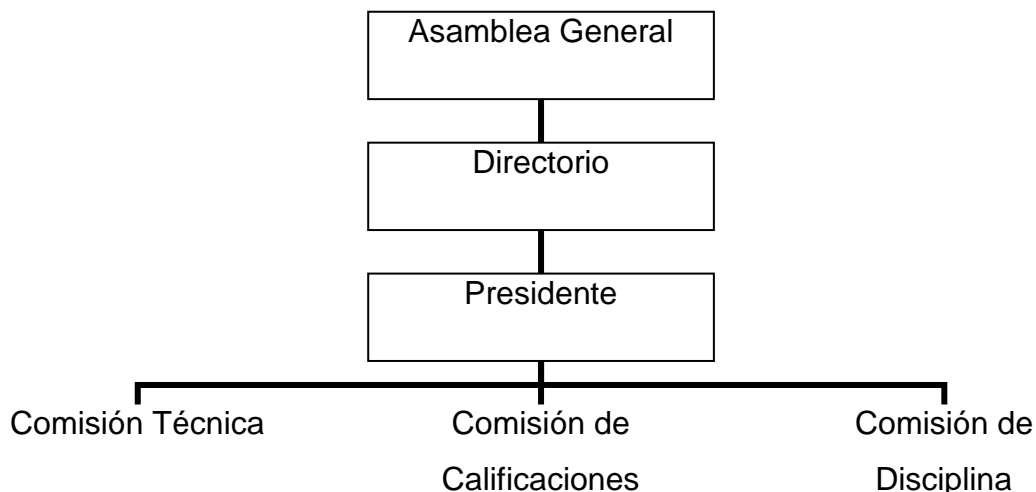 Asamblea General
Directorio
Presidente
Comisión Técnica
Comisión de
Calificaciones
Comisión de
Disciplina